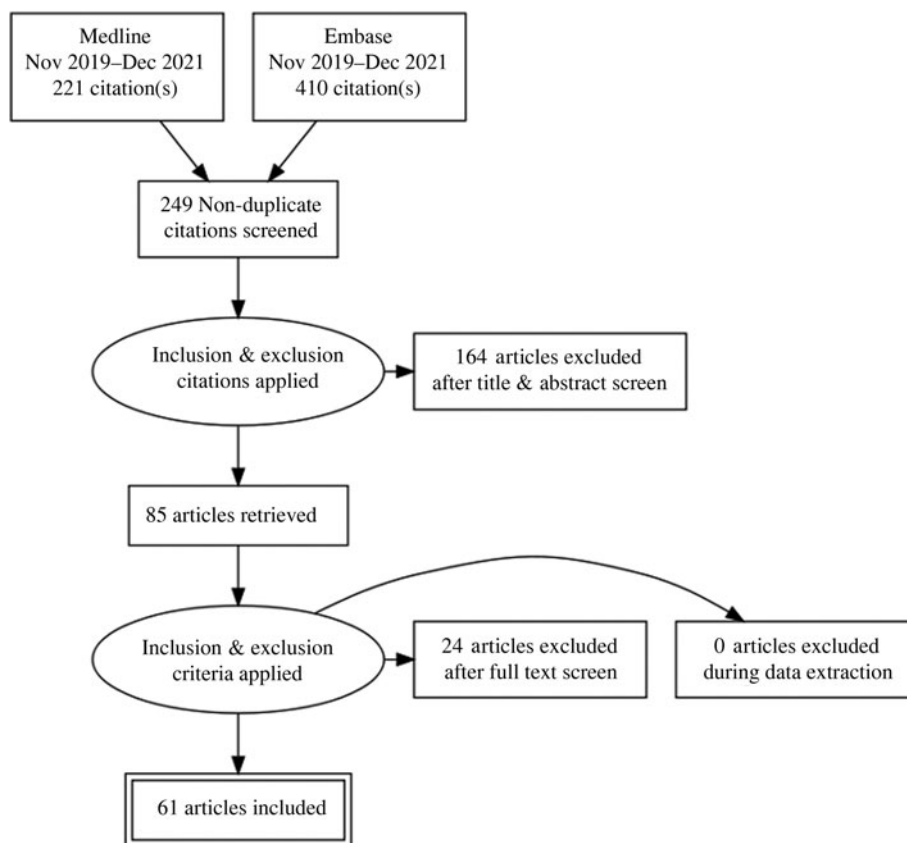 Medline
Nov 2019–Dec 2021
221 citation(s)
Embase
Nov 2019–Dec 2021
410 citation(s)
249 Non-duplicate
citations screened
Inclusion & exclusion
citations applied
164 articles excluded
after title & abstract screen
85 articles retrieved
Inclusion & exclusion
criteria applied
24 articles excluded
after full text screen
0 articles excluded
during data extraction
61 articles included